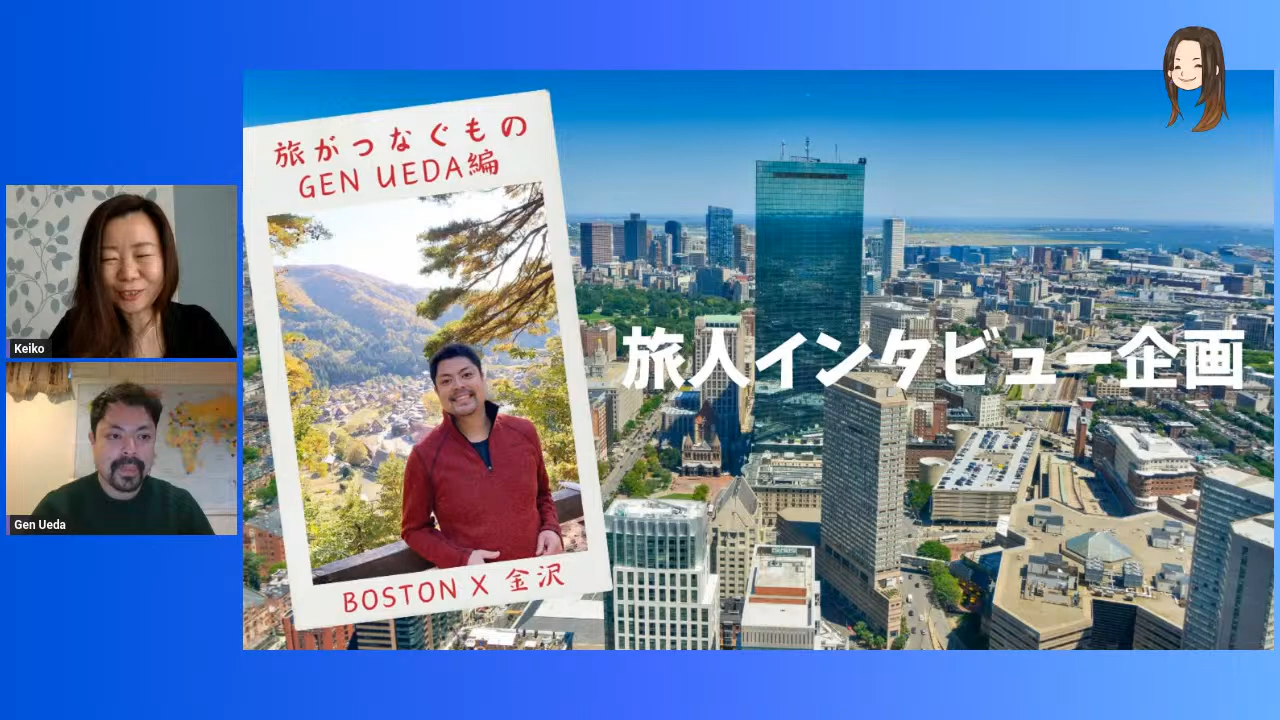 旅がつなぐもの
GEN UEDA編
BOSTON X 金沢
旅人インタビュー企画
Keiko
Gen Ueda